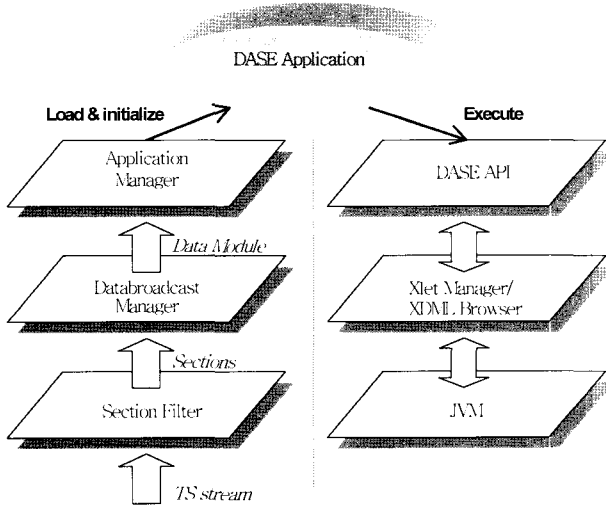 DASE Application
Load & initialize
Execute
Application
Manager
DASE API
Data Module
Databroadcast
Manager
Xlet Manager/
XDML Browser
Sections
Section Filter
JVM
TS stream